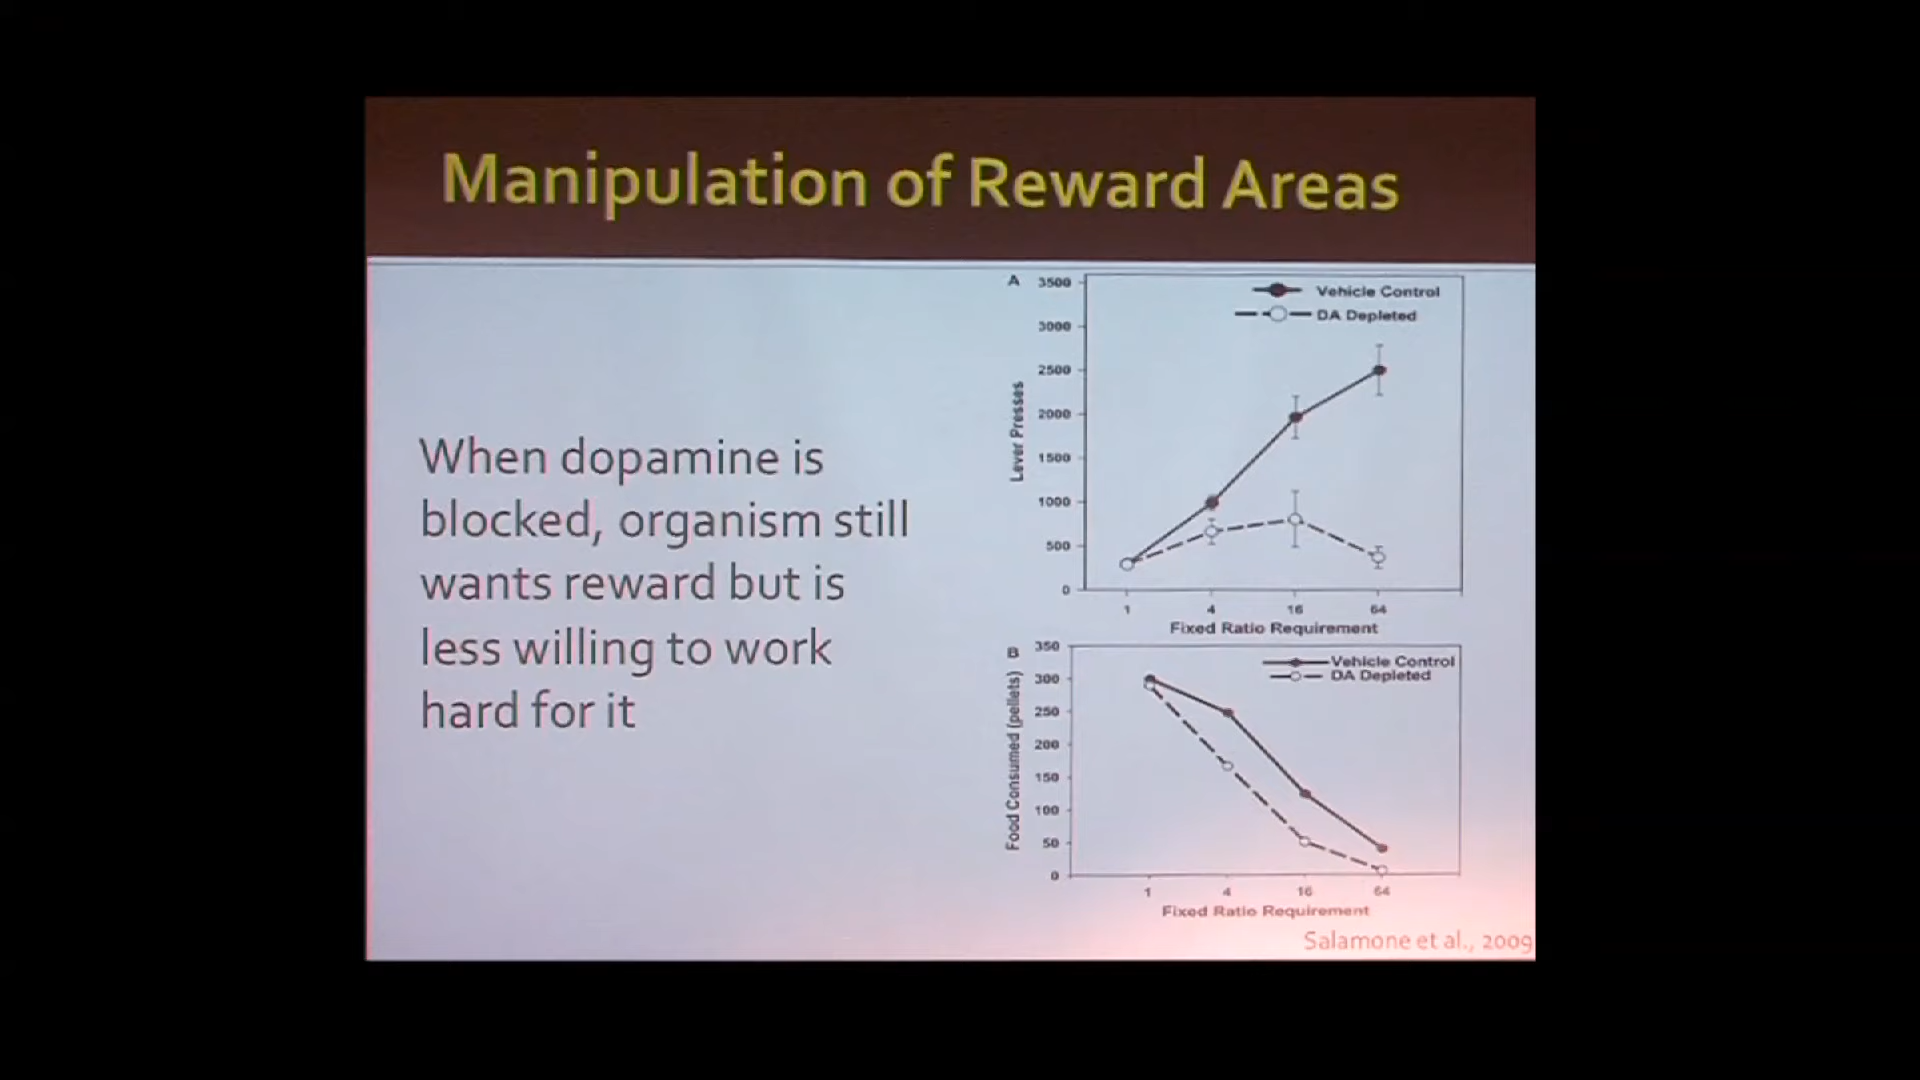 Manipulation of Reward Areas
When dopamine is
blocked, organism still
wants reward but is
less willing to work
hard for it
A
Vehicle Control
DA Depleted
Lever Presses
3500
3000
2500
2000
1500
1000
500
0
1 4 16 64
Fixed Ratio Requirement
B
Vehicle Control
DA Depleted
Food Consumed (pellets)
350
300
250
200
150
100
50
0
1 4 16 64
Fixed Ratio Requirement
Salamone et al., 2009